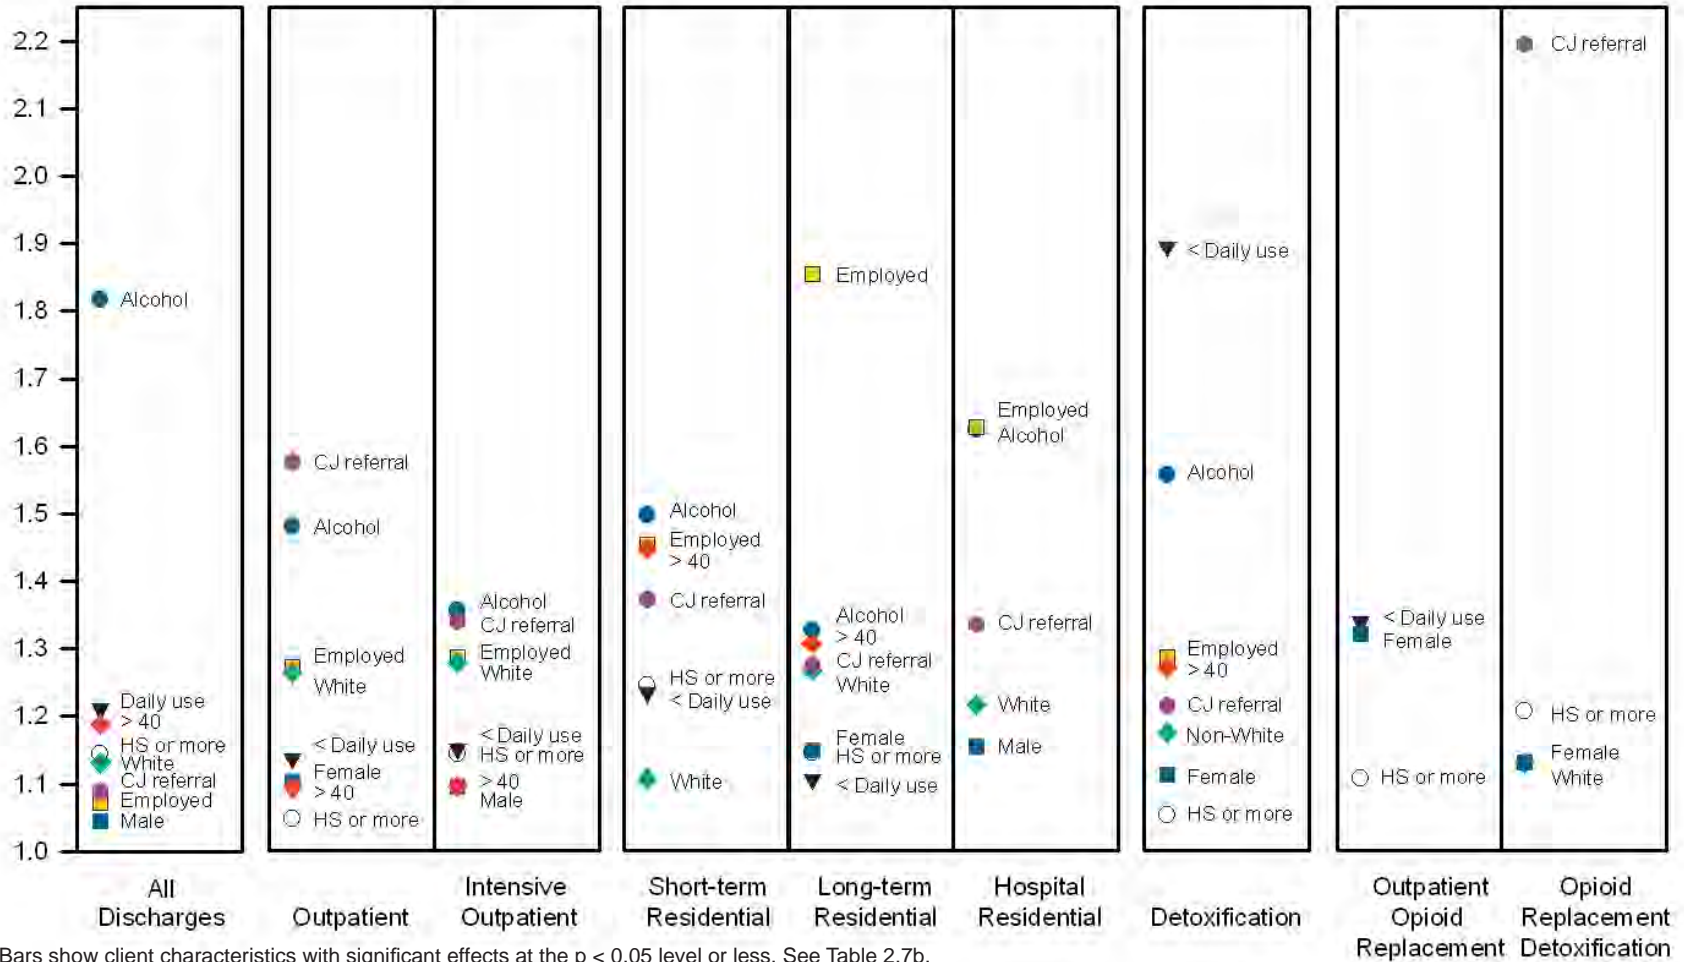 2.2
2.1
2.0
1.9
1.8
1.7
1.6
1.5
1.4
1.3
1.2
1.1
1.0
Alcohol
Daily use
> 40
HS or more
White
CJ referral
Employed
Male
All
Discharges
CJ referral
Alcohol
Employed
White
< Daily use
Female
> 40
HS or more
Outpatient
Alcohol
CJ referral
Employed
White
< Daily use
HS or more
> 40
Male
Intensive
Outpatient
Alcohol
Employed
> 40
CJ referral
HS or more
< Daily use
White
Short-term
Residential
Employed
Alcohol
> 40
CJ referral
White
Female
HS or more
< Daily use
Long-term
Residential
Employed
Alcohol
CJ referral
White
Male
Hospital
Residential
< Daily use
Alcohol
Employed
> 40
CJ referral
Non-White
Female
HS or more
Detoxification
< Daily use
Female
HS or more
Outpatient
Opioid
Replacement
CJ referral
HS or more
Female
White
Opioid
Replacement
Detoxification
Bars show client characteristics with significant effects at the p < 0.05 level or less. See Table 2.7b.